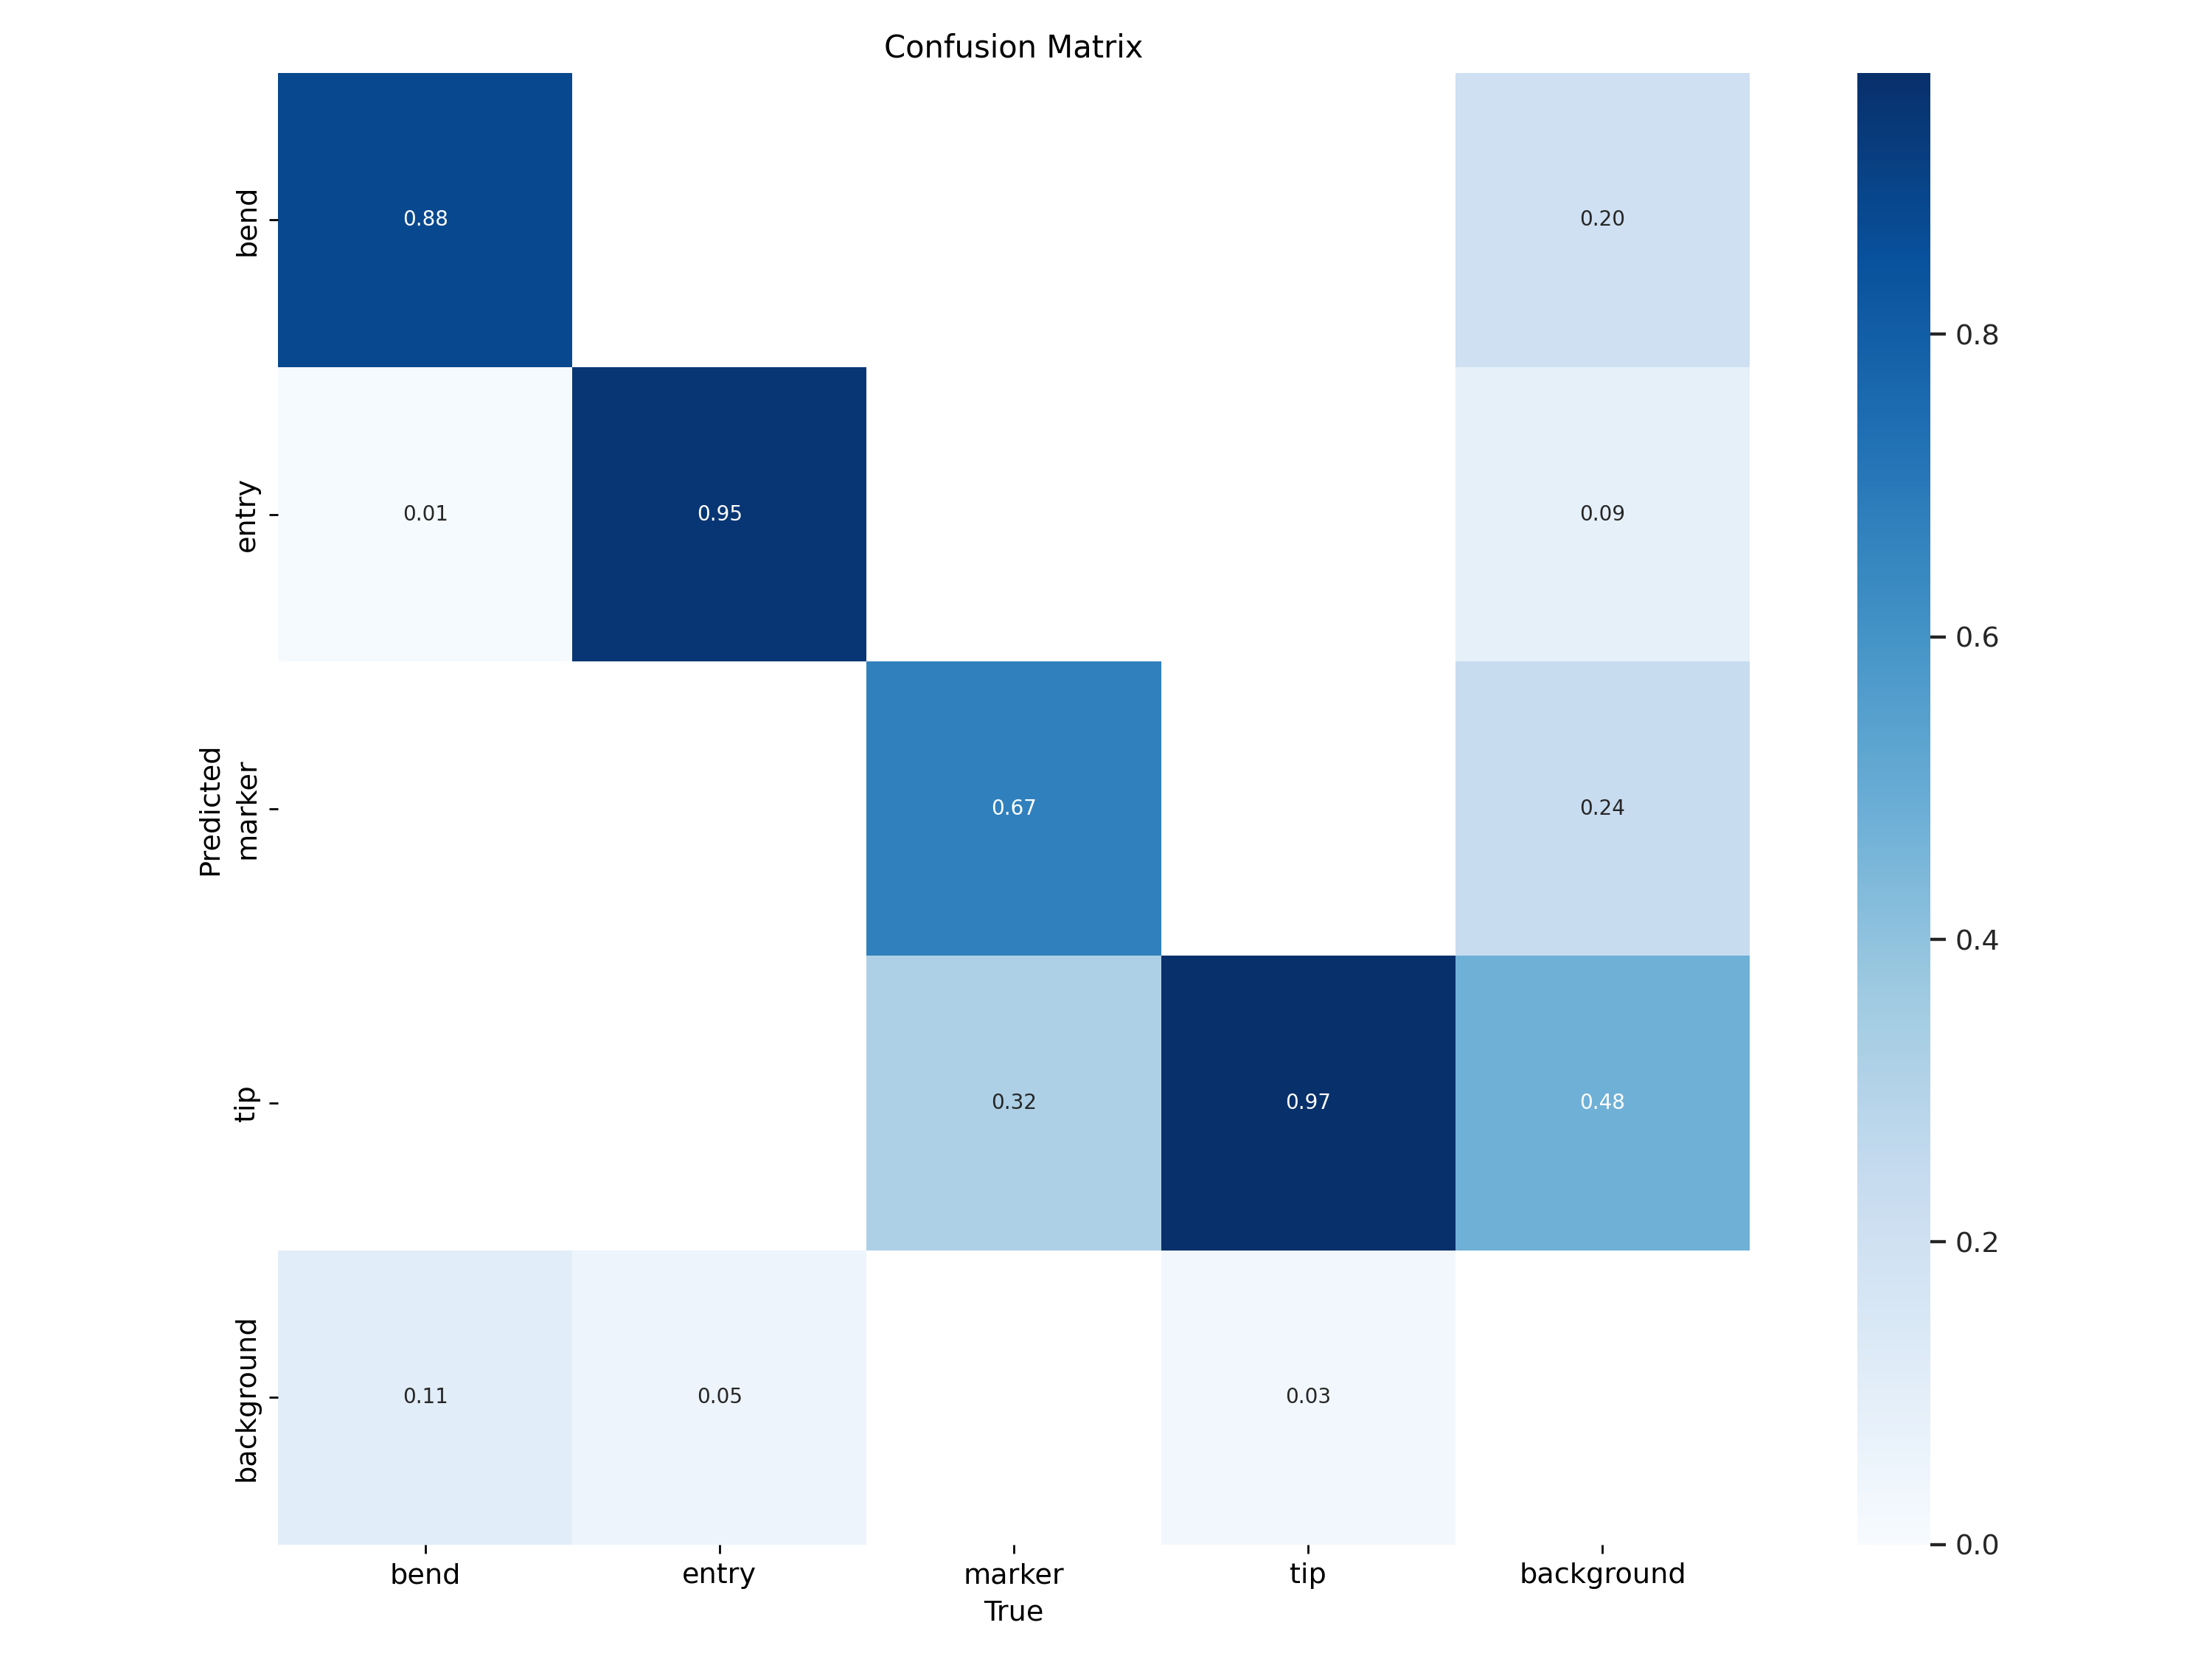 Confusion Matrix
bend
0.88
0.20
entry
0.01
0.95
0.09
Predicted
marker
0.67
0.24
tip
0.32
0.97
0.48
background
0.11
0.05
0.03
bend
entry
marker
tip
background
True
0.8
0.6
0.4
0.2
0.0